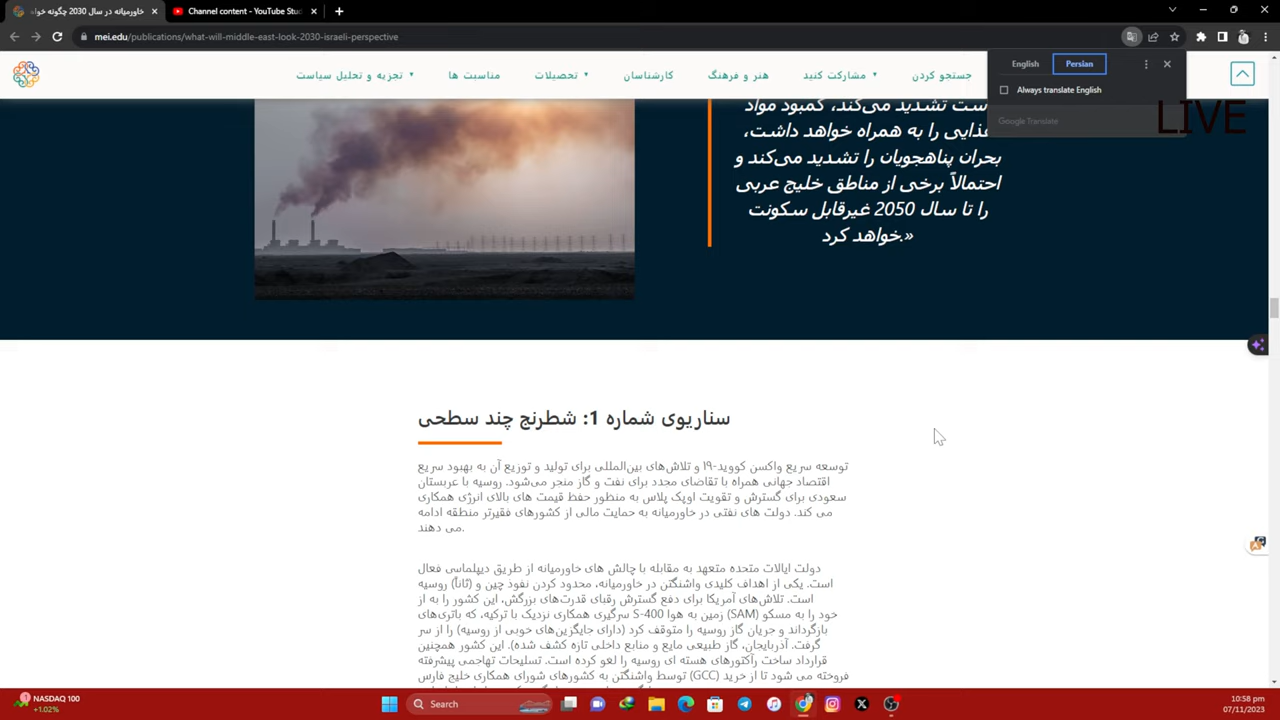 خاورمیانه در سال 2030 چگونه خواه
Channel content - YouTube Stu
mei.edu/publications/what-will-middle-east-look-2030-israeli-perspective
جستجو کردن
مشارکت کنید
هنر و فرهنگ
کارشناسان
تحصیلات
مناسبت ها
تجزیه و تحلیل سیاست
English
Persian
Always translate English
Google Translate
LIVE
است تشدید می‌کند، کمبود مواد
غذایی را به همراه خواهد داشت،
بحران پناهجویان را تشدید می‌کند و
احتمالاً برخی از مناطق خلیج عربی
را تا سال 2050 غیرقابل سکونت
خواهد کرد.»
سناریوی شماره 1: شطرنج چند سطحی
توسعه سریع واکسن کووید-۱۹ و تلاش‌های بین‌المللی برای تولید و توزیع آن به بهبود سریع
اقتصاد جهانی همراه با تقاضای مجدد برای نفت و گاز منجر می‌شود. روسیه با عربستان
سعودی برای گسترش و تقویت اوپک پلاس به منظور حفظ قیمت های بالای انرژی همکاری
می کند. دولت های نفتی در خاورمیانه به حمایت مالی از کشورهای فقیرتر منطقه ادامه
می دهند.
دولت ایالات متحده متعهد به مقابله با چالش های خاورمیانه از طریق دیپلماسی فعال
است. یکی از اهداف کلیدی واشنگتن در خاورمیانه، محدود کردن نفوذ چین و (ثاناً) روسیه
است. تلاش‌های آمریکا برای دفع گسترش رقبای قدرت‌های بزرگش، این کشور را به از
سرگیری همکاری نزدیک با ترکیه، که باتری‌های S-400 زمین به هوا (SAM) خود را به مسکو
بازگرداند و جریان گاز روسیه را متوقف کرد (دارای جایگزین‌های خوبی از روسیه) را از سر
گرفت. آذربایجان، گاز طبیعی مایع و منابع داخلی تازه کشف شده). این کشور همچنین
قرارداد ساخت رآکتورهای هسته ای روسیه را لغو کرده است. تسلیحات تهاجمی پیشرفته
توسط واشنگتن به کشورهای شورای همکاری خلیج فارس (GCC) فروخته می شود تا از خرید
NASDAQ 100
+1.02%
Search
10:58 pm
07/11/2023